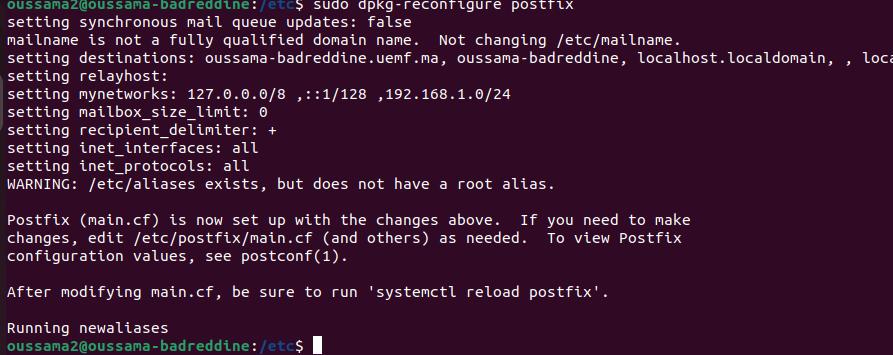 oussama2@oussama-badreddine:/etc$ sudo dpkg-reconfigure postfix
setting synchronous mail queue updates: false
mailname is not a fully qualified domain name.  Not changing /etc/mailname.
setting destinations: oussama-badreddine.uemf.ma, oussama-badreddine, localhost.localdomain, , loca
setting relayhost:
setting mynetworks: 127.0.0.0/8 ,::1/128 ,192.168.1.0/24
setting mailbox_size_limit: 0
setting recipient_delimiter: +
setting inet_interfaces: all
setting inet_protocols: all
WARNING: /etc/aliases exists, but does not have a root alias.
Postfix (main.cf) is now set up with the changes above.  If you need to make
changes, edit /etc/postfix/main.cf (and others) as needed.  To view Postfix
configuration values, see postconf(1).
After modifying main.cf, be sure to run 'systemctl reload postfix'.
Running newaliases
oussama2@oussama-badreddine:/etc$